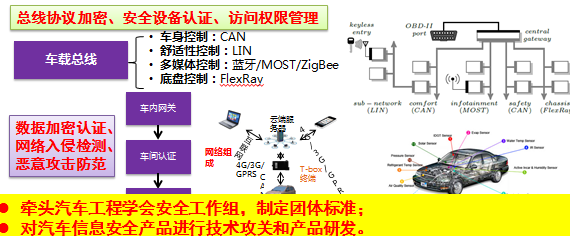 总线协议加密、安全设备认证、访问权限管理
车载总线
• 车身控制：CAN
• 舒适性控制：LIN
• 多媒体控制：蓝牙/MOST/ZigBee
• 底盘控制：FlexRay
keyless
entry
OBD-II
port
central
gateway
sub-network
(LIN)
comfort
(CAN)
infotainment
(MOST)
safety
(CAN)
chassis
(FlexRay
车内网关
数据加密认证、
网络入侵检测、
恶意攻击防范
车间认证
网络组
成
云端服
务器
4G/3G/
GPRS
T-box
终端
Pressure Sensor
Air Quality Sensor
● 牵头汽车工程学会安全工作组，制定团体标准；
● 对汽车信息安全产品进行技术攻关和产品研发。